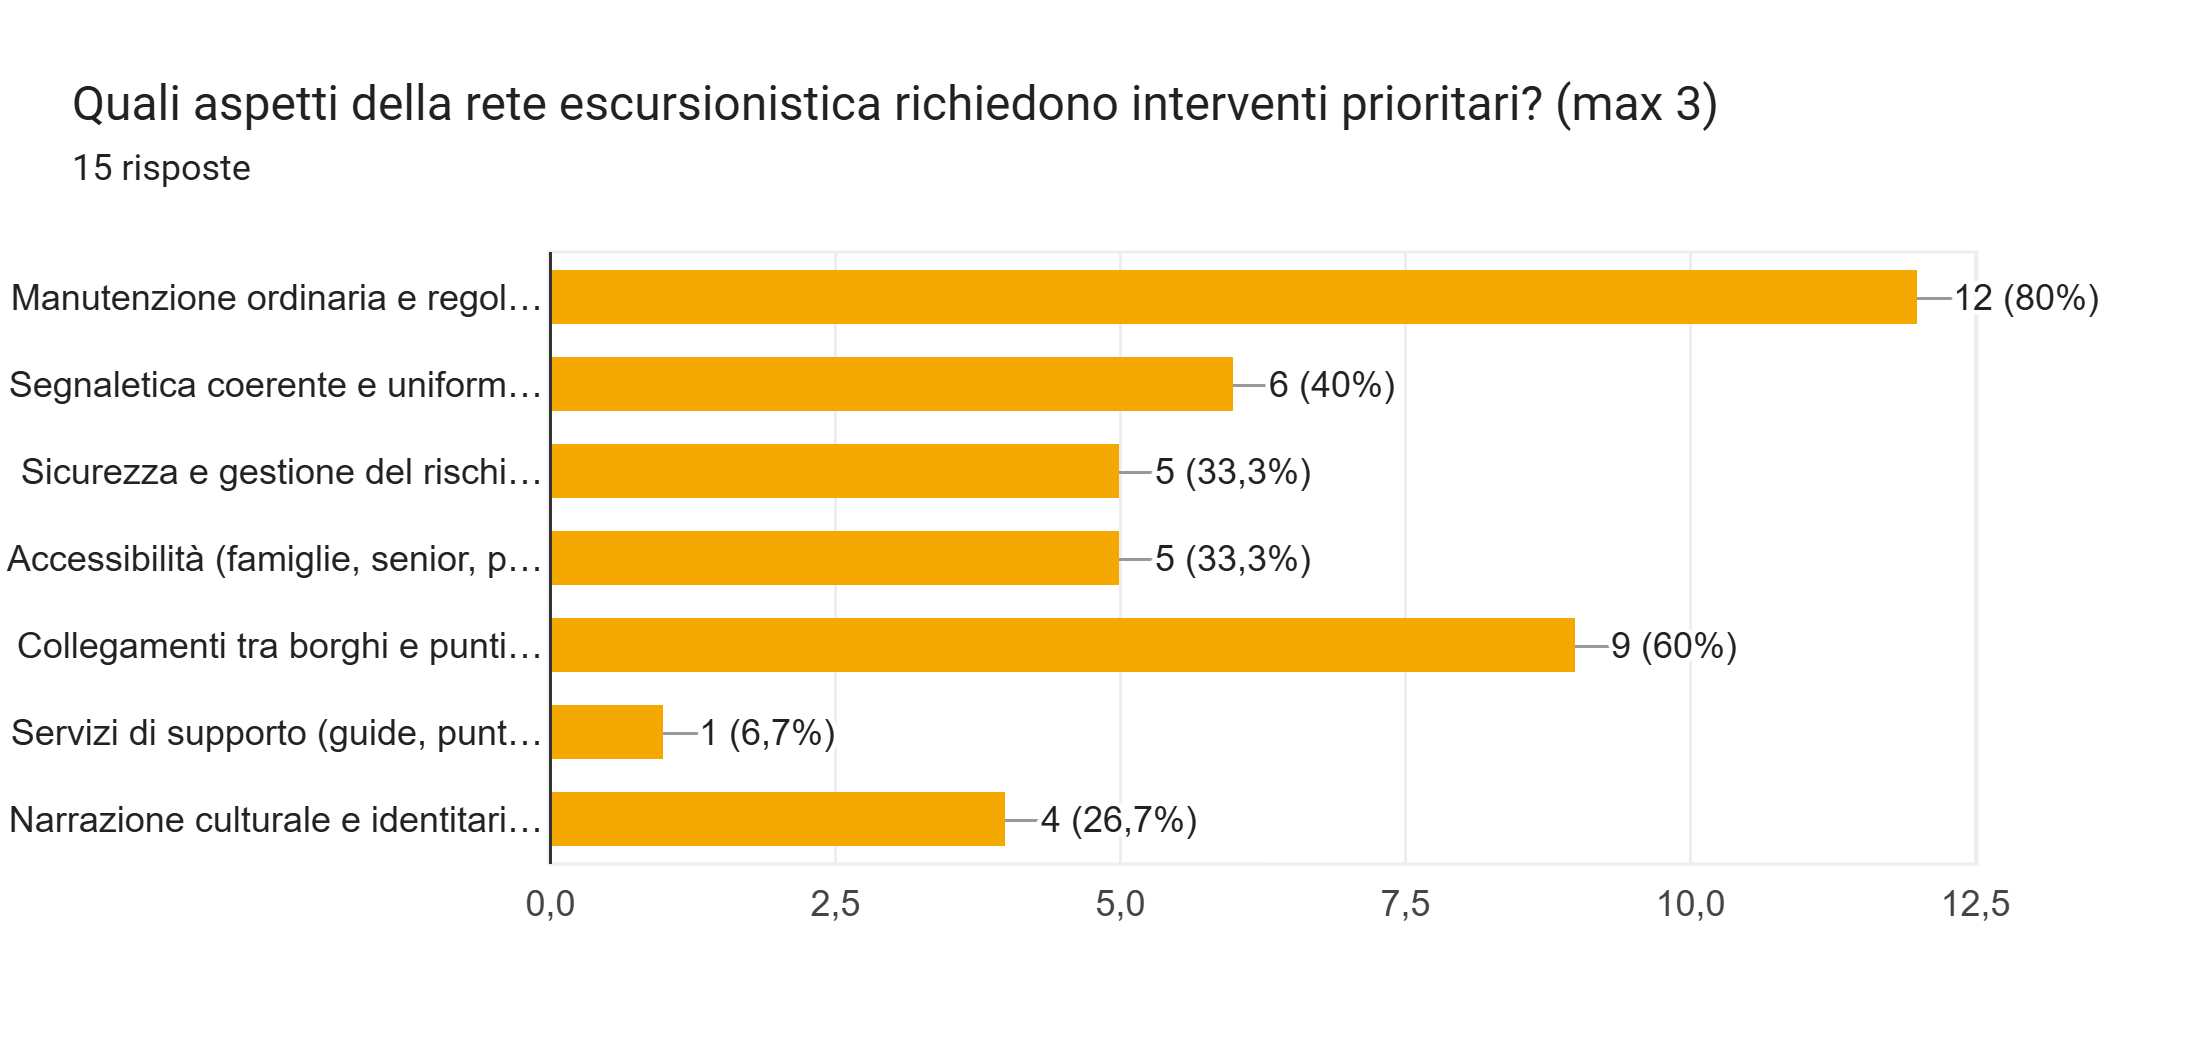 Quali aspetti della rete escursionistica richiedono interventi prioritari? (max 3)
15 risposte
Manutenzione ordinaria e regol… 12 (80%)
Segnaletica coerente e uniform… 6 (40%)
Sicurezza e gestione del rischi… 5 (33,3%)
Accessibilità (famiglie, senior, p… 5 (33,3%)
Collegamenti tra borghi e punti… 9 (60%)
Servizi di supporto (guide, punt… 1 (6,7%)
Narrazione culturale e identitari… 4 (26,7%)
0,0 2,5 5,0 7,5 10,0 12,5